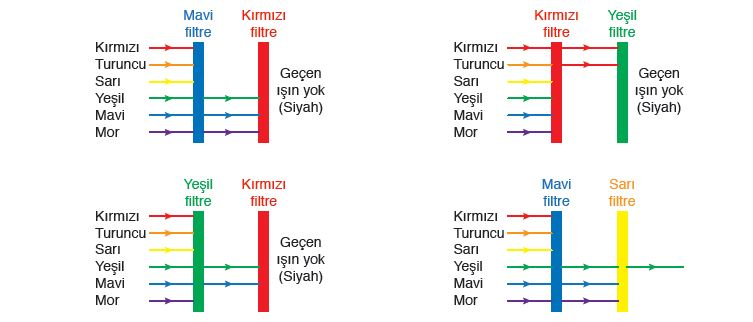 Mavi
filtre
Kırmızı
filtre
Kırmızı
Turuncu
Sarı
Yeşil
Mavi
Mor
Geçen
ışın yok
(Siyah)
Kırmızı
filtre
Yeşil
filtre
Kırmızı
Turuncu
Sarı
Yeşil
Mavi
Mor
Geçen
ışın yok
(Siyah)
Yeşil
filtre
Kırmızı
filtre
Kırmızı
Turuncu
Sarı
Yeşil
Mavi
Mor
Geçen
ışın yok
(Siyah)
Mavi
filtre
Sarı
filtre
Kırmızı
Turuncu
Sarı
Yeşil
Mavi
Mor